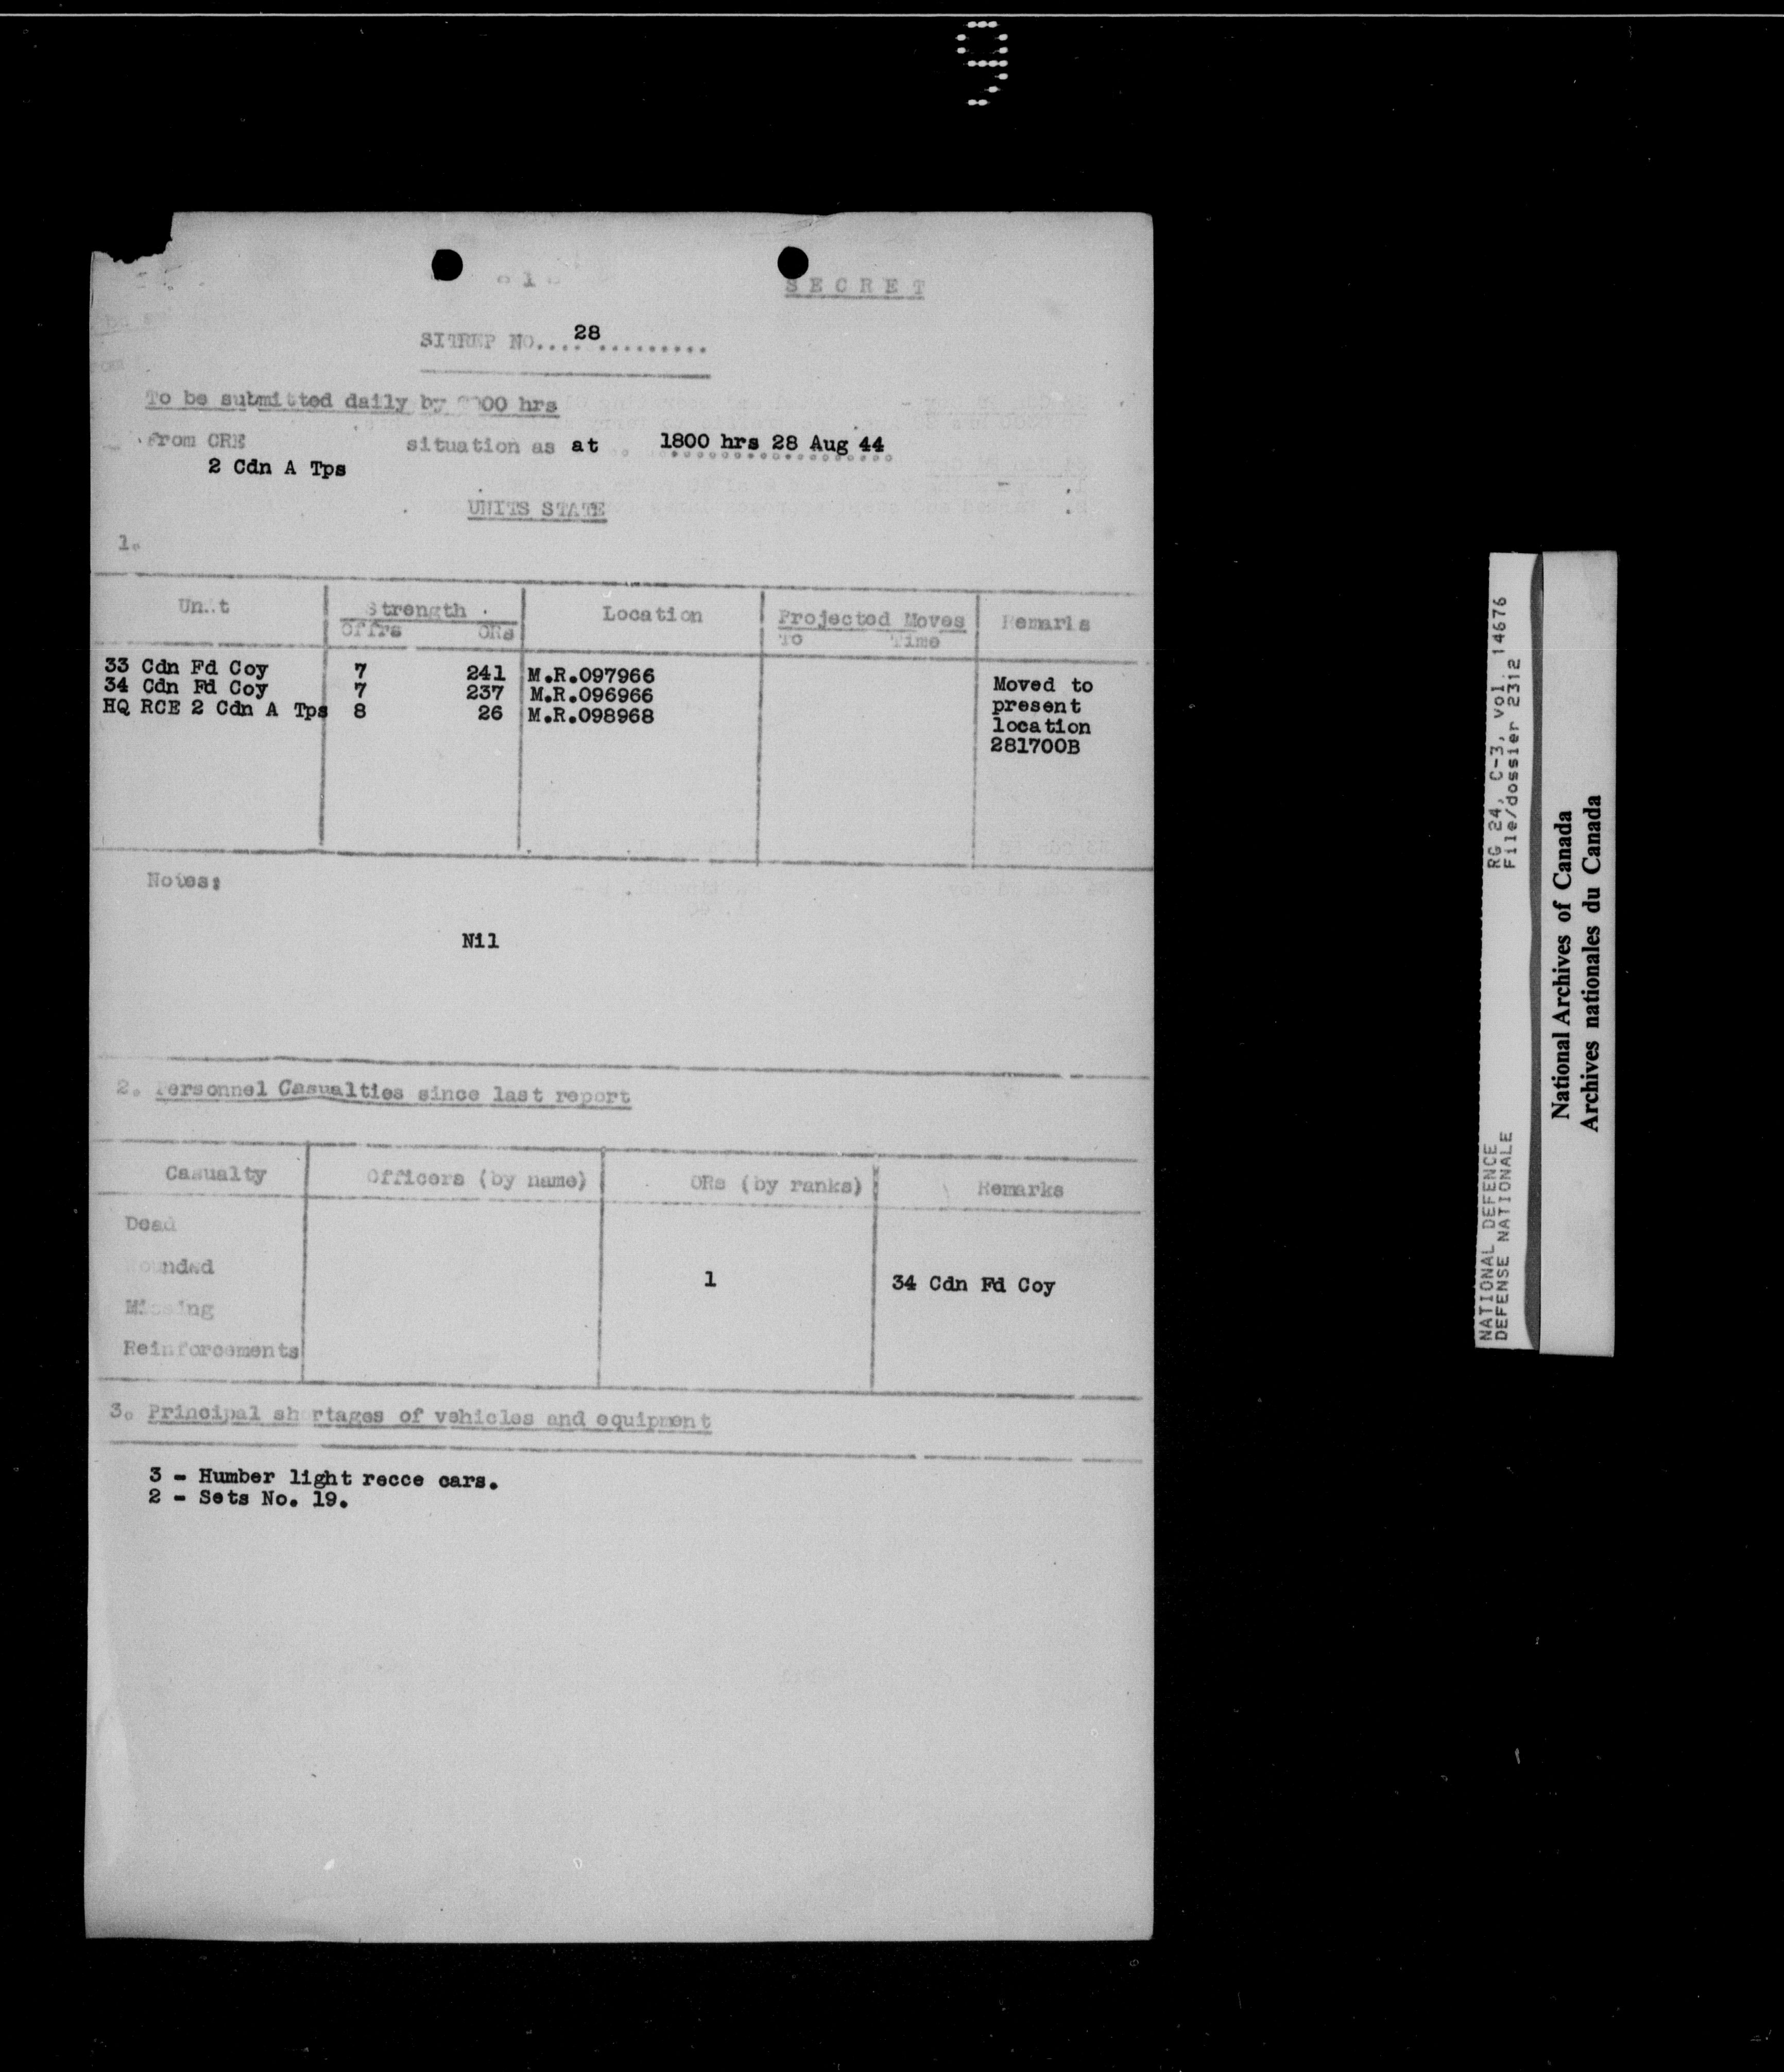 - 1 -
SECRET
SITREP NO.... 28 .........
To be submitted daily by 00 hrs
From CRE situation as at 1800 hrs 28 Aug 44
2 Cdn A Tps
UNITS STATE
1.
Unit Strength Location Projected Moves Remarks
Offrs ORs To Time
33 Cdn Fd Coy 7 241 M.R.097966
34 Cdn Fd Coy 7 237 M.R.096966 Moved to
HQ RCE 2 Cdn A Tps 8 26 M.R.098968 present
location
281700B
Notes:
Nil
2. Personnel Casualties since last report
Casualty Officers (by name) ORs (by ranks) Remarks
Dead
Wounded 1 34 Cdn Fd Coy
Missing
Reinforcements
3. Principal shortages of vehicles and equipment
3 - Humber light recce cars.
2 - Sets No. 19.
NATIONAL DEFENCE RG 24, C-3, vol. 14676
DEFENSE NATIONALE File/dossier 2312
National Archives of Canada
Archives nationales du Canada